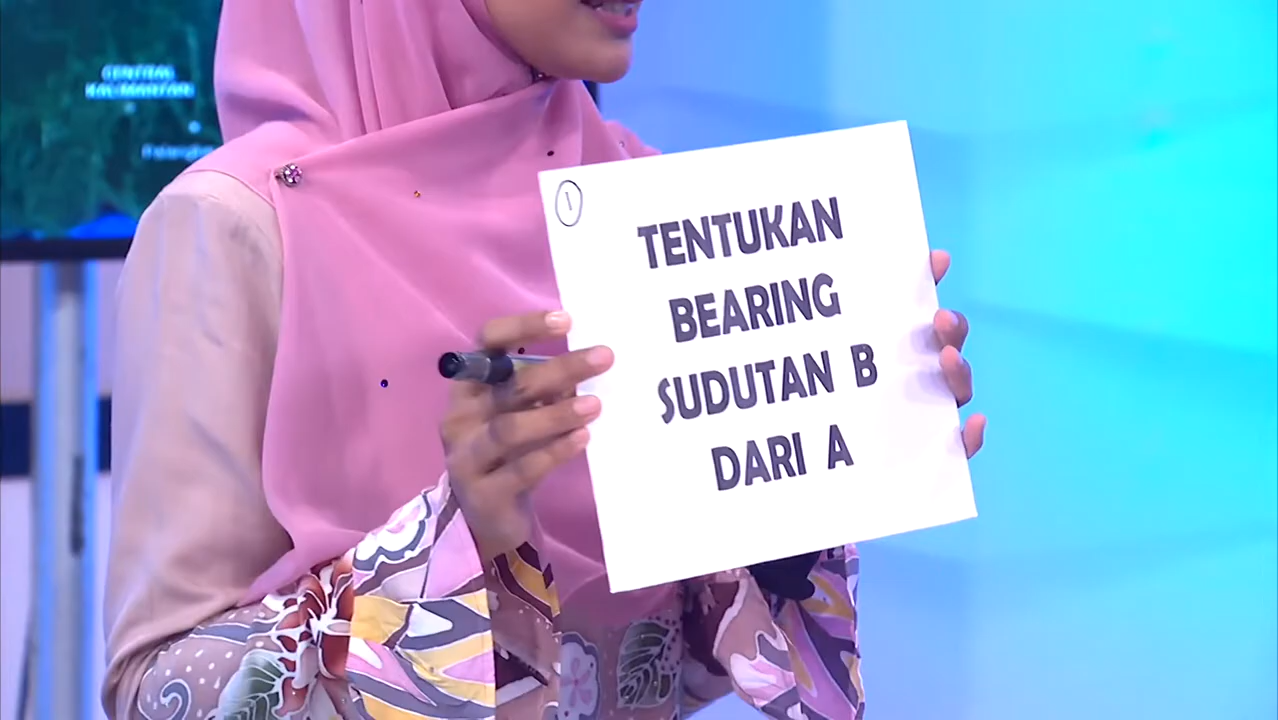 CENTRAL
KALIMANTAN
1
TENTUKAN
BEARING
SUDUTAN B
DARI A